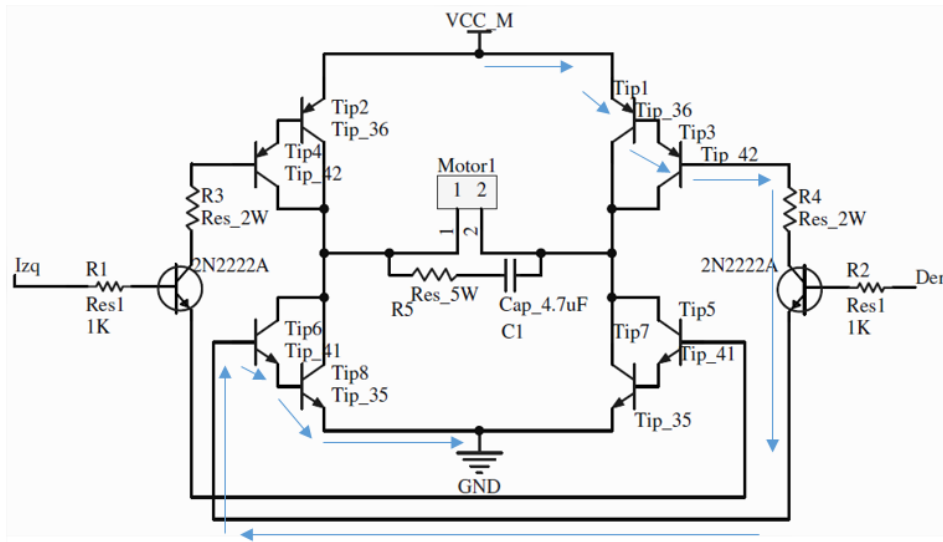 VCC_M
Tip2
Tip_36
Tip1
Tip_36
Tip4
Tip_42
Tip3
Tip_42
Motor1
1 2
R3
Res_2W
R4
Res_2W
1
2
Izq
R1
Res1
1K
2N2222A
2N2222A
R2
Res1
1K
Der
R5
Res_5W
Cap_4.7uF
C1
Tip6
Tip_41
Tip8
Tip_35
Tip5
Tip_41
Tip7
Tip_35
GND